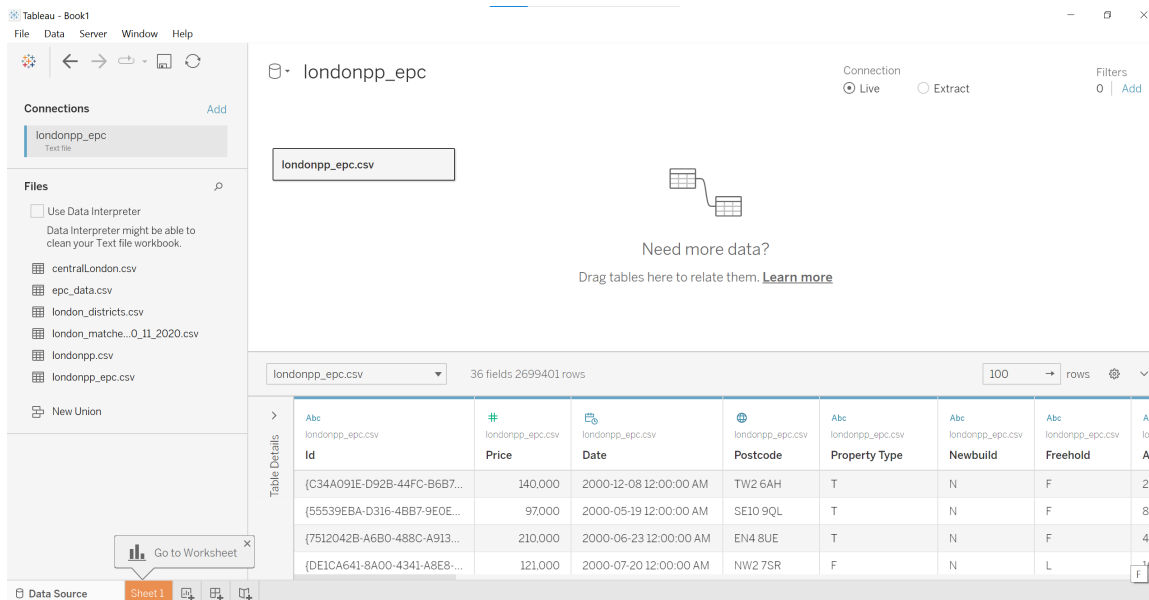 Tableau - Book1
File Data Server Window Help
londonpp_epc
Connection
Live Extract
Filters
0 Add
Connections Add
londonpp_epc
Text file
londonpp_epc.csv
Files
Use Data Interpreter
Data Interpreter might be able to
clean your Text file workbook.
centralLondon.csv
epc_data.csv
london_districts.csv
london_matche...0_11_2020.csv
londonpp.csv
londonpp_epc.csv
New Union
Need more data?
Drag tables here to relate them. Learn more
londonpp_epc.csv 36 fields 2699401 rows 100 rows
Table Details
Abc # Abc Abc Abc
londonpp_epc.csv londonpp_epc.csv londonpp_epc.csv londonpp_epc.csv londonpp_epc.csv londonpp_epc.csv londonpp_epc.csv
Id Price Date Postcode Property Type Newbuild Freehold
{C34A091E-D92B-44FC-B6B7... 140,000 2000-12-08 12:00:00 AM TW2 6AH T N F
{55539EBA-D316-4BB7-9E0E... 97,000 2000-05-19 12:00:00 AM SE10 9QL T N F
{7512042B-A6B0-488C-A913... 210,000 2000-06-23 12:00:00 AM EN4 8UE T N F
{DE1CA641-8A00-4341-A8E8-... 121,000 2000-07-20 12:00:00 AM NW2 7SR F N L
F
Go to Worksheet
Data Source Sheet 1